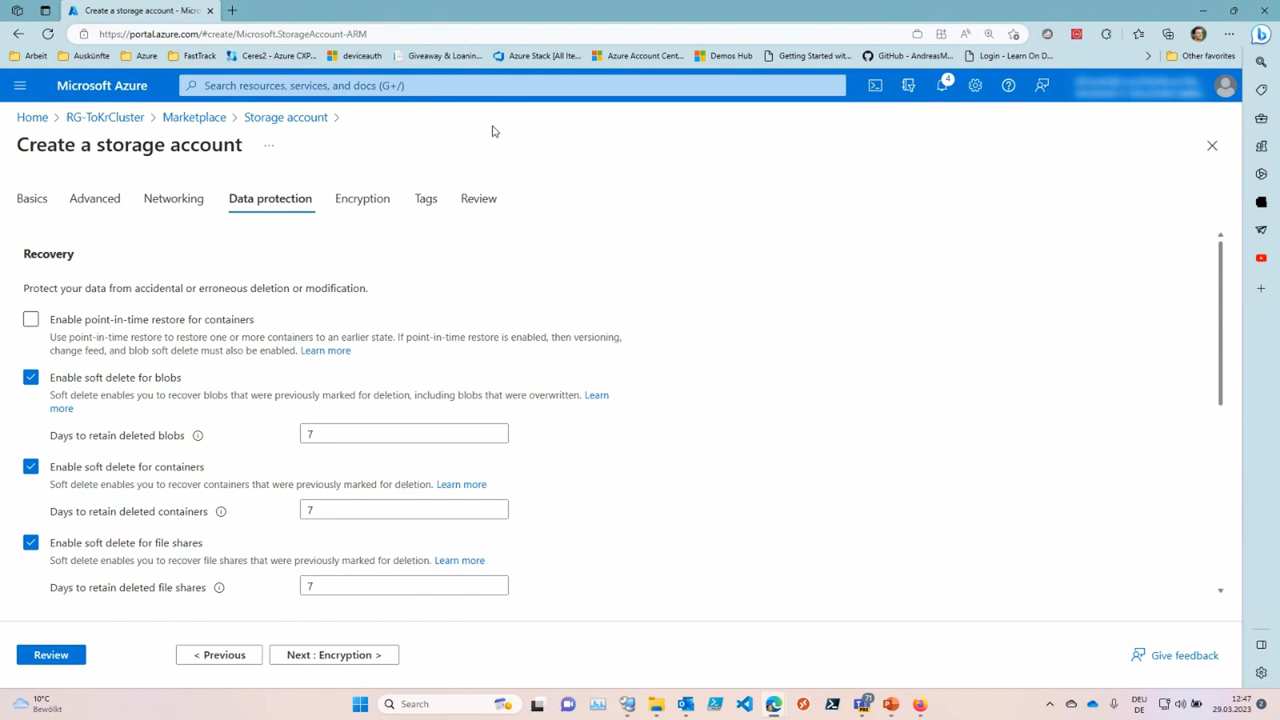 Create a storage account - Micros
https://portal.azure.com/#create/Microsoft.StorageAccount-ARM
Arbeit Auskünfte Azure FastTrack Ceres2 - Azure CXP... deviceauth Giveaway & Loanin... Azure Stack [All Ite... Azure Account Cent... Demos Hub Getting Started wit... GitHub - AndreasM... Login - Learn On D... Other favorites
Microsoft Azure Search resources, services, and docs (G+/) 4
Home > RG-ToKrCluster > Marketplace > Storage account >
Create a storage account ...
Basics Advanced Networking Data protection Encryption Tags Review
Recovery
Protect your data from accidental or erroneous deletion or modification.
Enable point-in-time restore for containers
Use point-in-time restore to restore one or more containers to an earlier state. If point-in-time restore is enabled, then versioning,
change feed, and blob soft delete must also be enabled. Learn more
Enable soft delete for blobs
Soft delete enables you to recover blobs that were previously marked for deletion, including blobs that were overwritten. Learn
more
Days to retain deleted blobs 7
Enable soft delete for containers
Soft delete enables you to recover containers that were previously marked for deletion. Learn more
Days to retain deleted containers 7
Enable soft delete for file shares
Soft delete enables you to recover file shares that were previously marked for deletion. Learn more
Days to retain deleted file shares 7
Review < Previous Next : Encryption > Give feedback
10°C
Bewölkt
Search
71
DEU
DE
12:47
29.03.2023